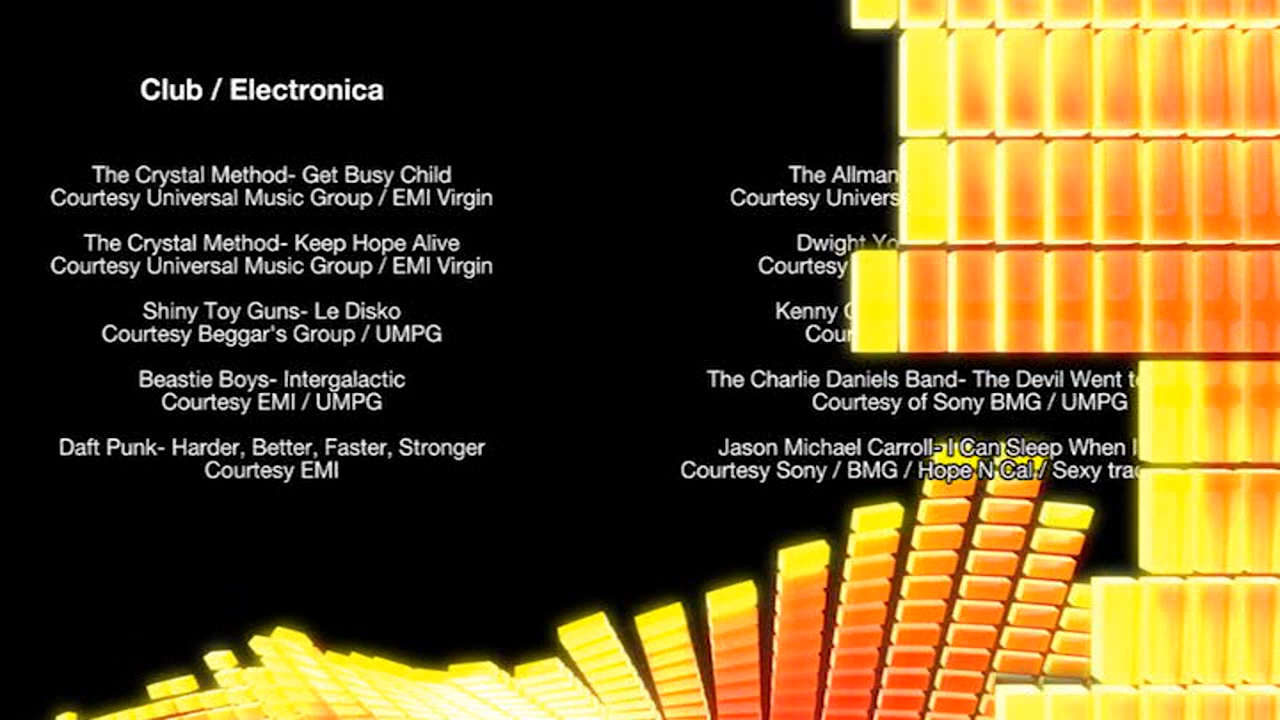 Club / Electronica
The Crystal Method- Get Busy Child
Courtesy Universal Music Group / EMI Virgin
The Crystal Method- Keep Hope Alive
Courtesy Universal Music Group / EMI Virgin
Shiny Toy Guns- Le Disko
Courtesy Beggar's Group / UMPG
Beastie Boys- Intergalactic
Courtesy EMI / UMPG
Daft Punk- Harder, Better, Faster, Stronger
Courtesy EMI
The Allman
Courtesy Univers
Dwight Yo
Courtesy
Kenny
Cour
The Charlie Daniels Band- The Devil Went t
Courtesy of Sony BMG / UMPG
Jason Michael Carroll- I Can Sleep When I
Courtesy Sony / BMG / Hope N Cal / Sexy trac